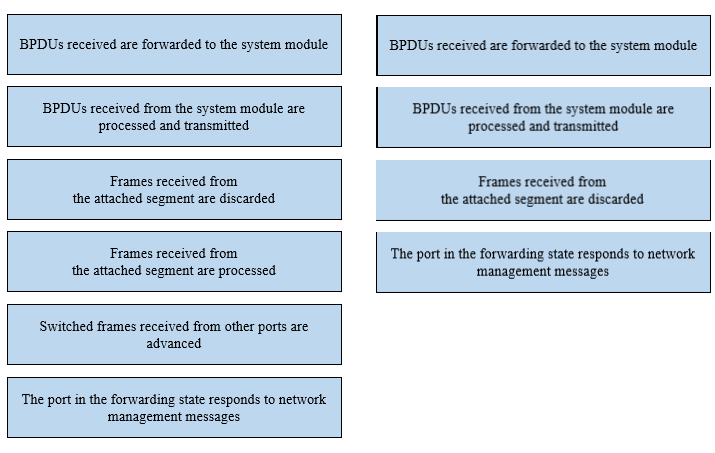 BPDUs received are forwarded to the system module
BPDUs received from the system module are
processed and transmitted
Frames received from
the attached segment are discarded
Frames received from
the attached segment are processed
Switched frames received from other ports are
advanced
The port in the forwarding state responds to network
management messages
BPDUs received are forwarded to the system module
BPDUs received from the system module are
processed and transmitted
Frames received from
the attached segment are discarded
The port in the forwarding state responds to network
management messages